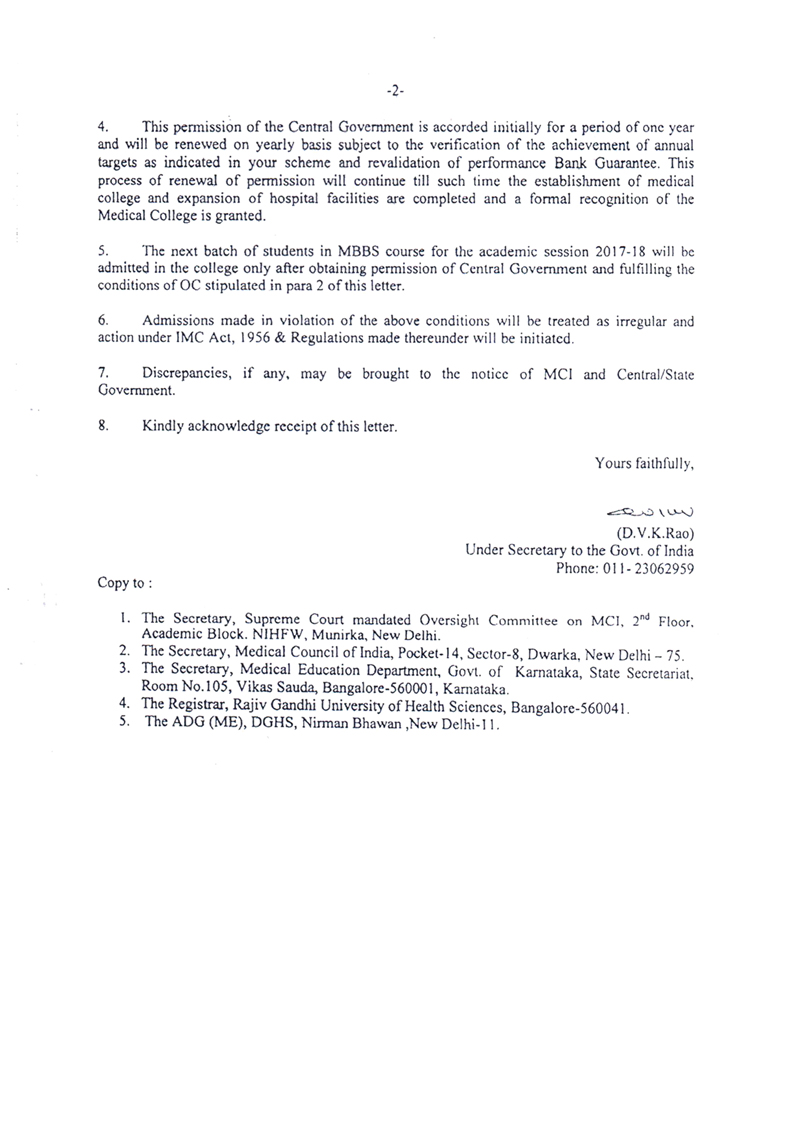 -2-
4. This permission of the Central Government is accorded initially for a period of one year
and will be renewed on yearly basis subject to the verification of the achievement of annual
targets as indicated in your scheme and revalidation of performance Bank Guarantee. This
process of renewal of permission will continue till such time the establishment of medical
college and expansion of hospital facilities are completed and a formal recognition of the
Medical College is granted.
5. The next batch of students in MBBS course for the academic session 2017-18 will be
admitted in the college only after obtaining permission of Central Government and fulfilling the
conditions of OC stipulated in para 2 of this letter.
6. Admissions made in violation of the above conditions will be treated as irregular and
action under IMC Act, 1956 & Regulations made thereunder will be initiated.
7. Discrepancies, if any, may be brought to the notice of MCI and Central/State
Government.
8. Kindly acknowledge receipt of this letter.
Yours faithfully,
(D.V.K.Rao)
Under Secretary to the Govt. of India
Phone: 011- 23062959
Copy to :
1. The Secretary, Supreme Court mandated Oversight Committee on MCI, 2nd Floor,
Academic Block. NIHFW, Munirka, New Delhi.
2. The Secretary, Medical Council of India, Pocket-14, Sector-8, Dwarka, New Delhi – 75.
3. The Secretary, Medical Education Department, Govt. of Karnataka, State Secretariat,
Room No.105, Vikas Sauda, Bangalore-560001, Karnataka.
4. The Registrar, Rajiv Gandhi University of Health Sciences, Bangalore-560041.
5. The ADG (ME), DGHS, Nirman Bhawan ,New Delhi-11.